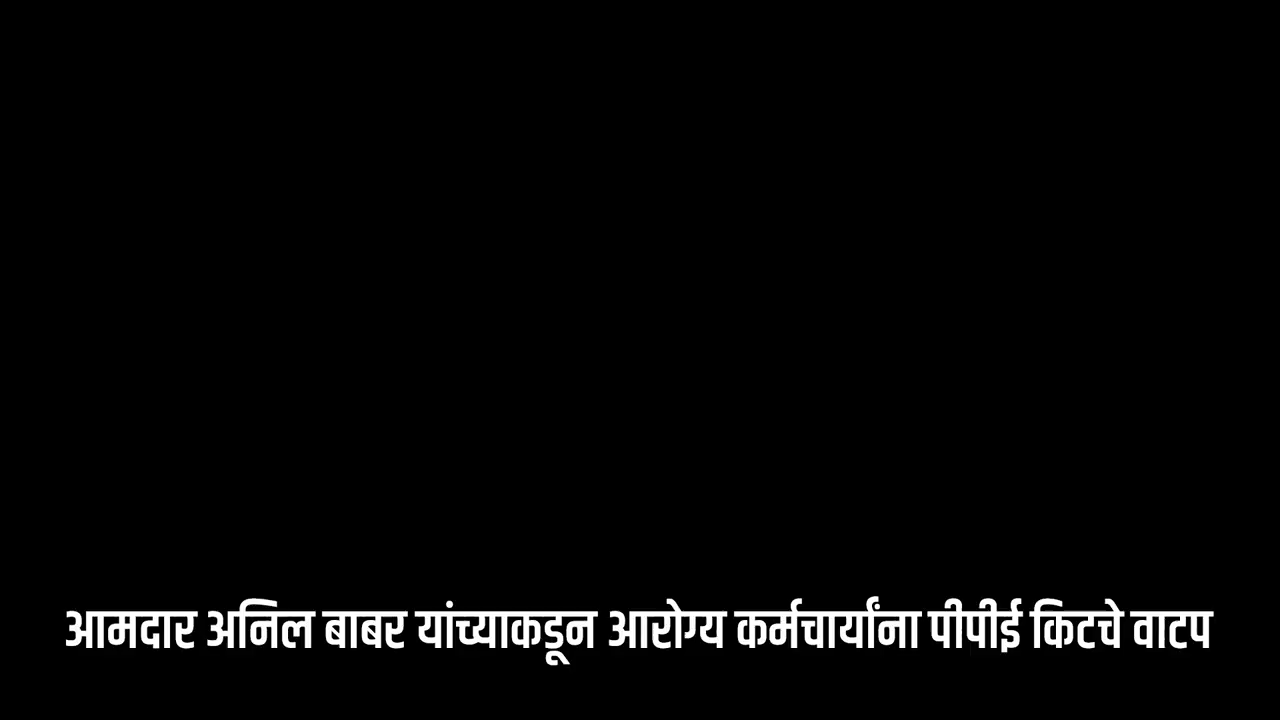 आमदार अनिल बाबर यांच्याकडून आरोग्य कर्मचार्यांना पीपीई किटचे वाटप